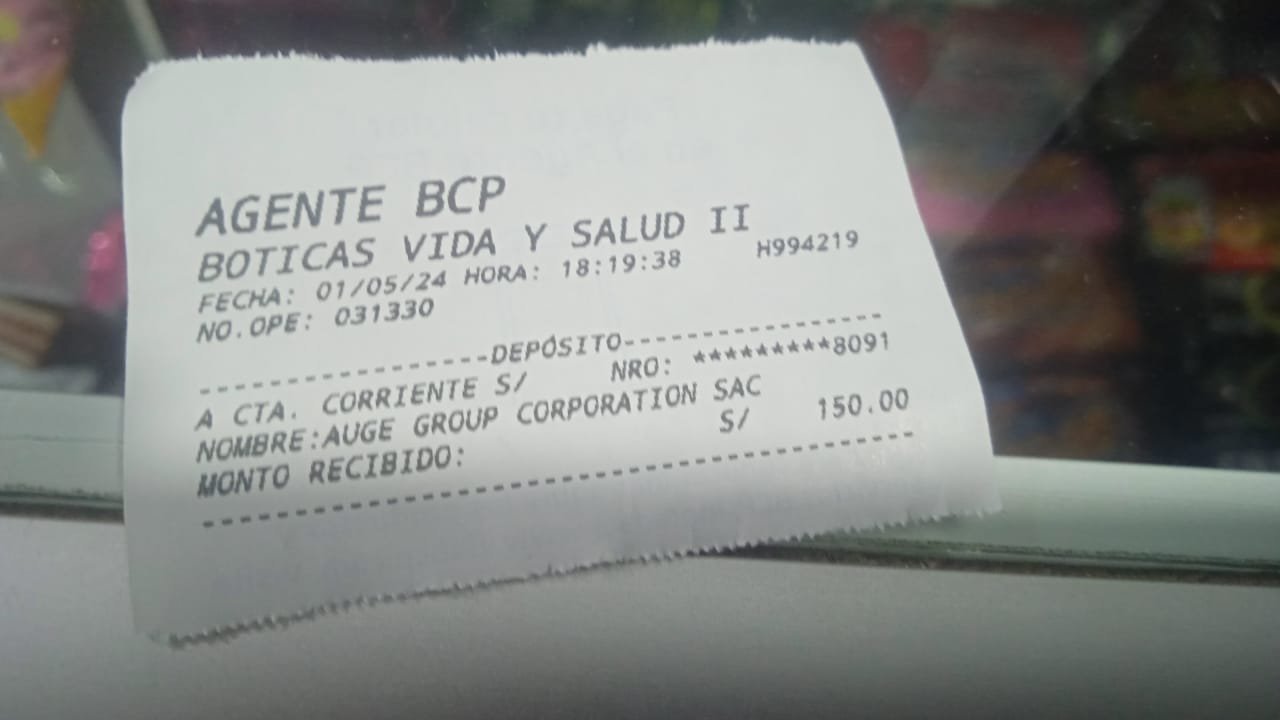 AGENTE BCP
BOTICAS VIDA Y SALUD II
FECHA: 01/05/24 HORA: 18:19:38 H994219
NO.OPE: 031330
---------------DEPÓSITO---------------
A CTA. CORRIENTE S/ NRO: *********8091
NOMBRE:AUGE GROUP CORPORATION SAC
MONTO RECIBIDO: S/ 150.00
--------------------------------------